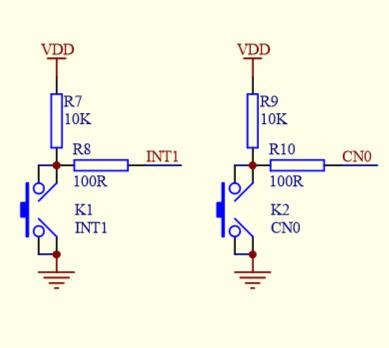 VDD
R7
10K
R8
INT1
100R
K1
INT1
VDD
R9
10K
R10
CN0
100R
K2
CN0